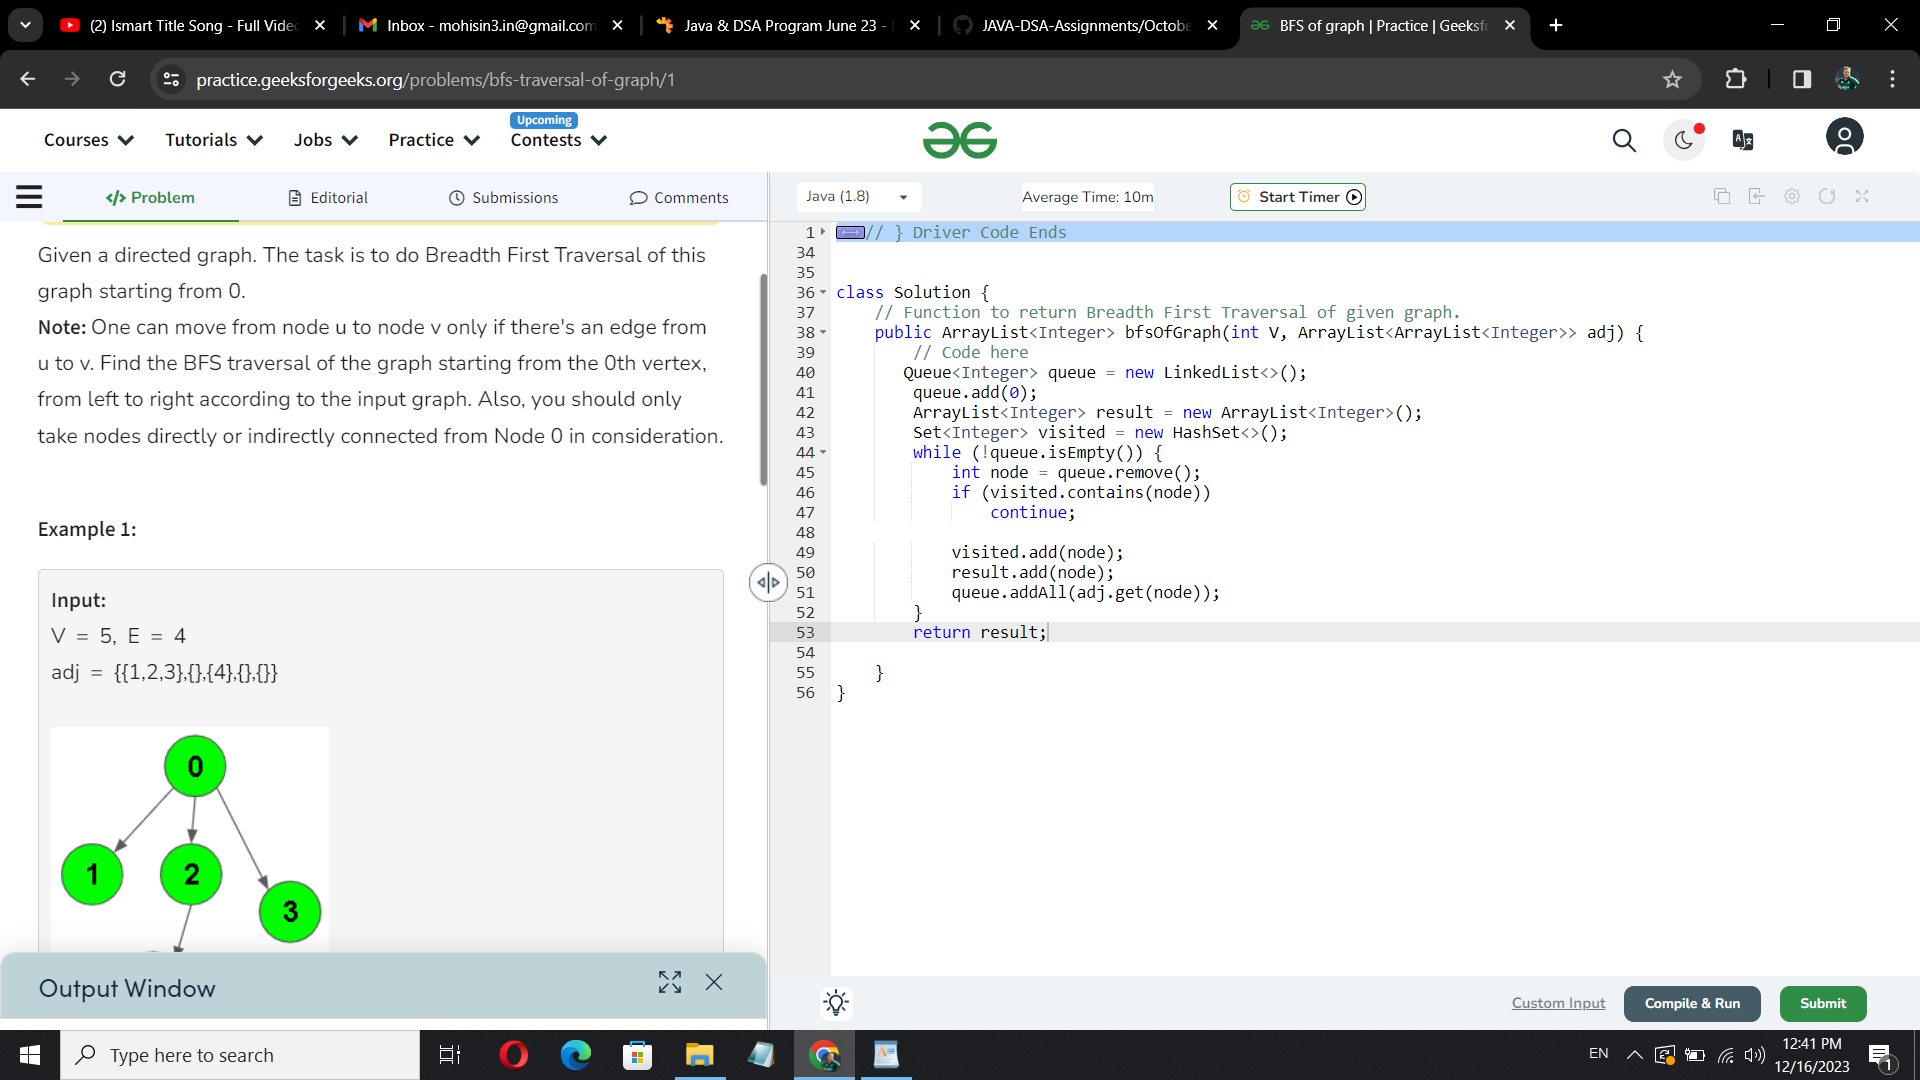 (2) Ismart Title Song - Full Vide
Inbox - mohisin3.in@gmail.com
Java & DSA Program June 23 -
JAVA-DSA-Assignments/Octobe
BFS of graph | Practice | Geeksf
practice.geeksforgeeks.org/problems/bfs-traversal-of-graph/1
Courses
Tutorials
Jobs
Practice
Upcoming
Contests
Problem
Editorial
Submissions
Comments
Java (1.8)
Average Time: 10m
Start Timer
Given a directed graph. The task is to do Breadth First Traversal of this
graph starting from 0.
Note: One can move from node u to node v only if there's an edge from
u to v. Find the BFS traversal of the graph starting from the 0th vertex,
from left to right according to the input graph. Also, you should only
take nodes directly or indirectly connected from Node 0 in consideration.
Example 1:
Input:
V = 5, E = 4
adj = {{1,2,3},{},{4},{},{}}
0
1
2
3
Output Window
1 // } Driver Code Ends
34
35
36 class Solution {
37 // Function to return Breadth First Traversal of given graph.
38 public ArrayList<Integer> bfsOfGraph(int V, ArrayList<ArrayList<Integer>> adj) {
39 // Code here
40 Queue<Integer> queue = new LinkedList<>();
41 queue.add(0);
42 ArrayList<Integer> result = new ArrayList<Integer>();
43 Set<Integer> visited = new HashSet<>();
44 while (!queue.isEmpty()) {
45 int node = queue.remove();
46 if (visited.contains(node))
47 continue;
48
49 visited.add(node);
50 result.add(node);
51 queue.addAll(adj.get(node));
52 }
53 return result;
54
55 }
56 }
Custom Input
Compile & Run
Submit
Type here to search
EN
12:41 PM
12/16/2023
1